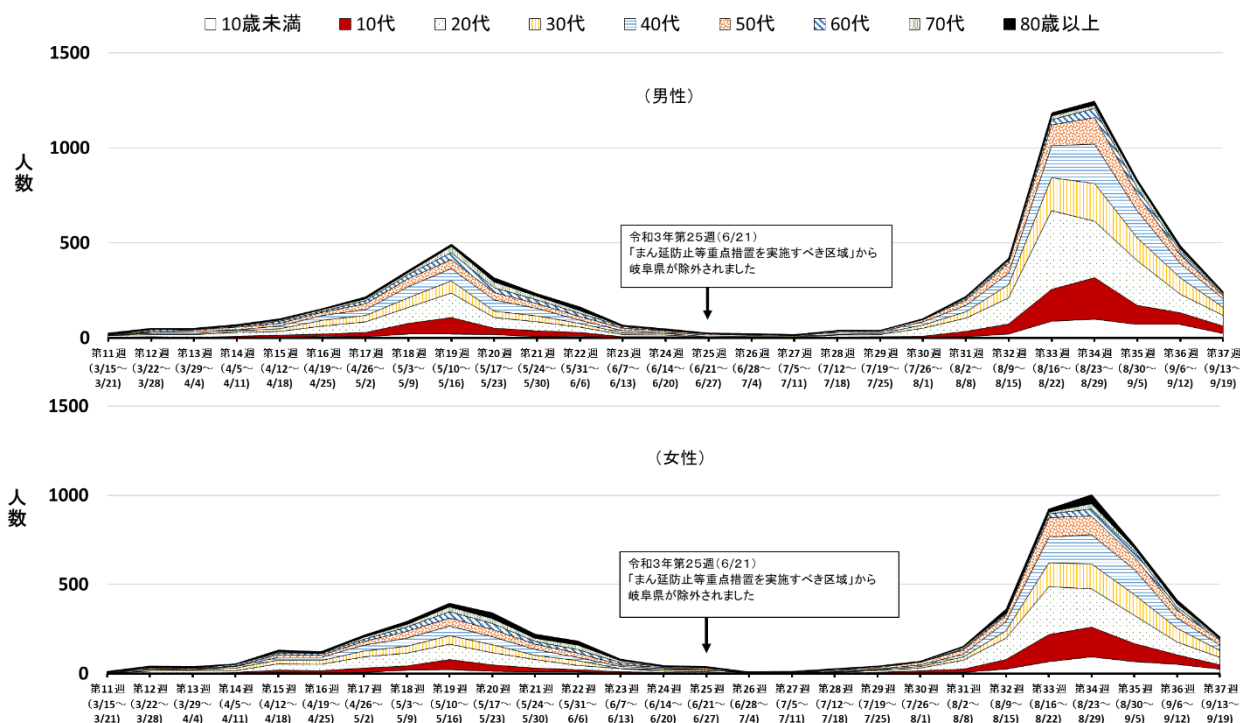 10歳未満 10代 20代 30代 40代 50代 60代 70代 80歳以上
1500
(男性)
1000
人数
500
令和3年第25週(6/21)
「まん延防止等重点措置を実施すべき区域」から
岐阜県が除外されました
0
第11週 第12週 第13週 第14週 第15週 第16週 第17週 第18週 第19週 第20週 第21週 第22週 第23週 第24週 第25週 第26週 第27週 第28週 第29週 第30週 第31週 第32週 第33週 第34週 第35週 第36週 第37週
(3/15～ (3/22～ (3/29～ (4/5～ (4/12～ (4/19～ (4/26～ (5/3～ (5/10～ (5/17～ (5/24～ (5/31～ (6/7～ (6/14～ (6/21～ (6/28～ (7/5～ (7/12～ (7/19～ (7/26～ (8/2～ (8/9～ (8/16～ (8/23～ (8/30～ (9/6～ (9/13～
3/21) 3/28) 4/4) 4/11) 4/18) 4/25) 5/2) 5/9) 5/16) 5/23) 5/30) 6/6) 6/13) 6/20) 6/27) 7/4) 7/11) 7/18) 7/25) 8/1) 8/8) 8/15) 8/22) 8/29) 9/5) 9/12) 9/19)
1500
(女性)
1000
人数
500
令和3年第25週(6/21)
「まん延防止等重点措置を実施すべき区域」から
岐阜県が除外されました
0
第11週 第12週 第13週 第14週 第15週 第16週 第17週 第18週 第19週 第20週 第21週 第22週 第23週 第24週 第25週 第26週 第27週 第28週 第29週 第30週 第31週 第32週 第33週 第34週 第35週 第36週 第37週
(3/15～ (3/22～ (3/29～ (4/5～ (4/12～ (4/19～ (4/26～ (5/3～ (5/10～ (5/17～ (5/24～ (5/31～ (6/7～ (6/14～ (6/21～ (6/28～ (7/5～ (7/12～ (7/19～ (7/26～ (8/2～ (8/9～ (8/16～ (8/23～ (8/30～ (9/6～ (9/13～
3/21) 3/28) 4/4) 4/11) 4/18) 4/25) 5/2) 5/9) 5/16) 5/23) 5/30) 6/6) 6/13) 6/20) 6/27) 7/4) 7/11) 7/18) 7/25) 8/1) 8/8) 8/15) 8/22) 8/29) 9/5) 9/12) 9/19)